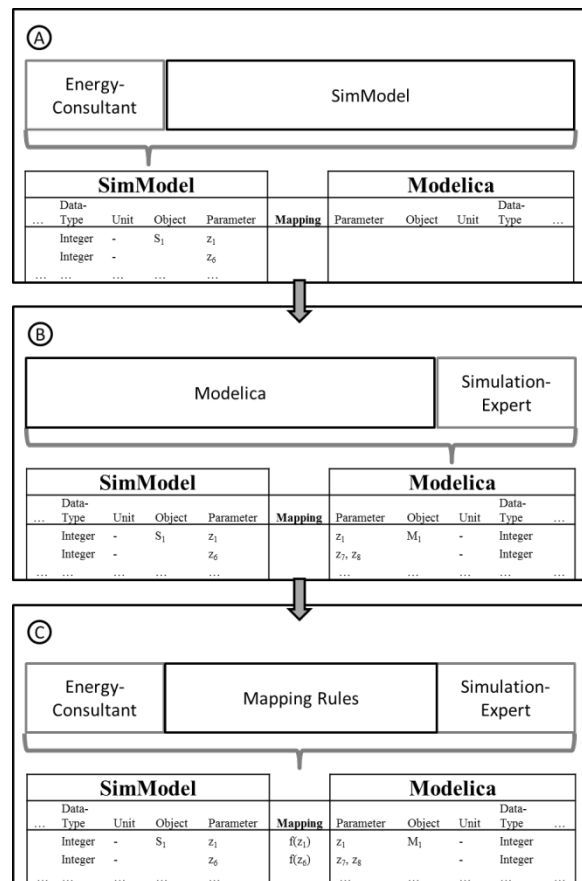 A
Energy-
Consultant
SimModel
SimModel Modelica
Data- Data-
… Type Unit Object Parameter Mapping Parameter Object Unit Type …
Integer - S₁ z₁
Integer - z₆
… … … …
B
Modelica
Simulation-
Expert
SimModel Modelica
Data- Data-
… Type Unit Object Parameter Mapping Parameter Object Unit Type …
Integer - S₁ z₁ z₁ M₁ - Integer
Integer - z₆ z₇, z₈ - Integer
… … … … … … … …
C
Energy-
Consultant
Mapping Rules
Simulation-
Expert
SimModel Modelica
Data- Data-
… Type Unit Object Parameter Mapping Parameter Object Unit Type …
Integer - S₁ z₁ f(z₁) z₁ M₁ - Integer
Integer - z₆ f(z₆) z₇, z₈ - Integer
… … … … … … … …